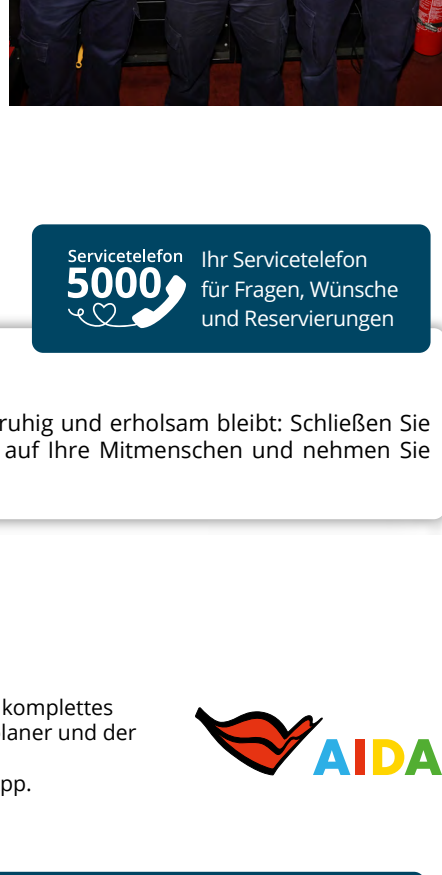 Servicetelefon
5000
Ihr Servicetelefon
für Fragen, Wünsche
und Reservierungen
ruhig und erholsam bleibt: Schließen Sie
auf Ihre Mitmenschen und nehmen Sie
komplettes
laner und der
pp.
AIDA